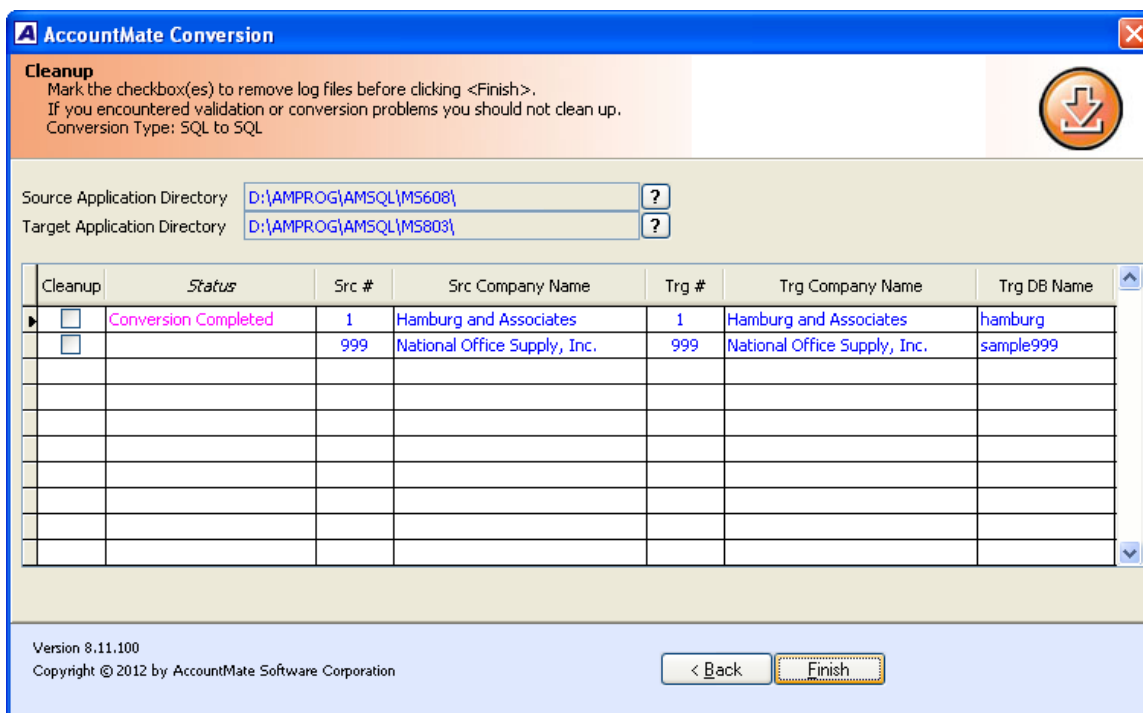 AccountMate Conversion
Cleanup
Mark the checkbox(es) to remove log files before clicking <Finish>.
If you encountered validation or conversion problems you should not clean up.
Conversion Type: SQL to SQL
Source Application Directory D:\AMPROG\AMSQL\MS608\ ?
Target Application Directory D:\AMPROG\AMSQL\MS803\ ?
Cleanup Status Src # Src Company Name Trg # Trg Company Name Trg DB Name
Conversion Completed 1 Hamburg and Associates 1 Hamburg and Associates hamburg
999 National Office Supply, Inc. 999 National Office Supply, Inc. sample999
Version 8.11.100
Copyright © 2012 by AccountMate Software Corporation
< Back Finish